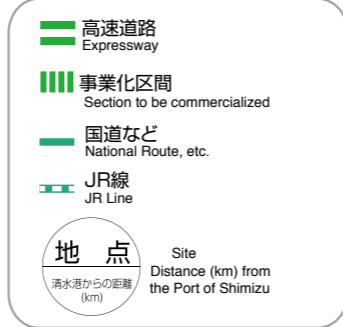 高速道路
Expressway
事業化区間
Section to be commercialized
国道など
National Route, etc.
JR線
JR Line
地 点
清水港からの距離
(km)
Site
Distance (km) from
the Port of Shimizu